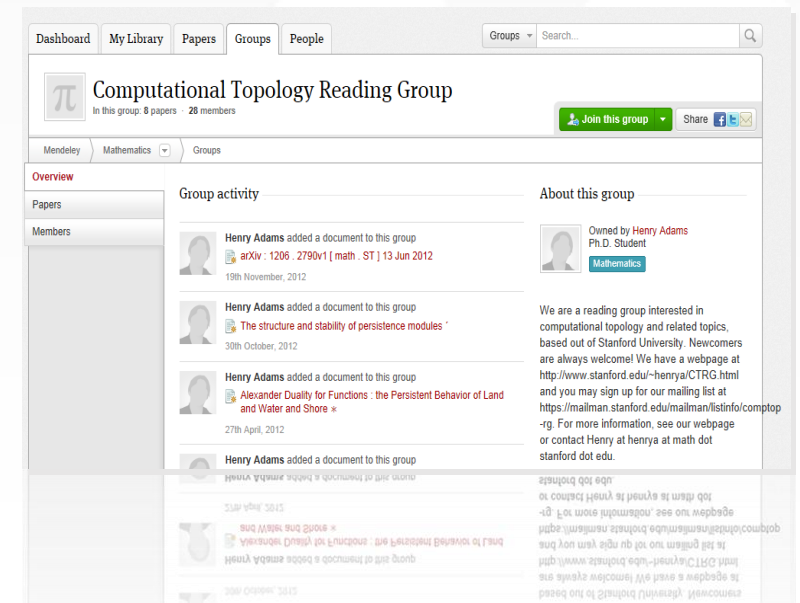 Dashboard
My Library
Papers
Groups
People
Groups
Search...
π
Computational Topology Reading Group
In this group: 8 papers · 28 members
Join this group
Share
Mendeley
Mathematics
Groups
Overview
Papers
Members
Group activity
Henry Adams added a document to this group
arXiv : 1206 . 2790v1 [ math . ST ] 13 Jun 2012
19th November, 2012
Henry Adams added a document to this group
The structure and stability of persistence modules ´
30th October, 2012
Henry Adams added a document to this group
Alexander Duality for Functions : the Persistent Behavior of Land
and Water and Shore ∗
27th April, 2012
Henry Adams added a document to this group
About this group
Owned by Henry Adams
Ph.D. Student
Mathematics
We are a reading group interested in
computational topology and related topics,
based out of Stanford University. Newcomers
are always welcome! We have a webpage at
http://www.stanford.edu/~henrya/CTRG.html
and you may sign up for our mailing list at
https://mailman.stanford.edu/mailman/listinfo/comptop
-rg. For more information, see our webpage
or contact Henry at henrya at math dot
stanford dot edu.